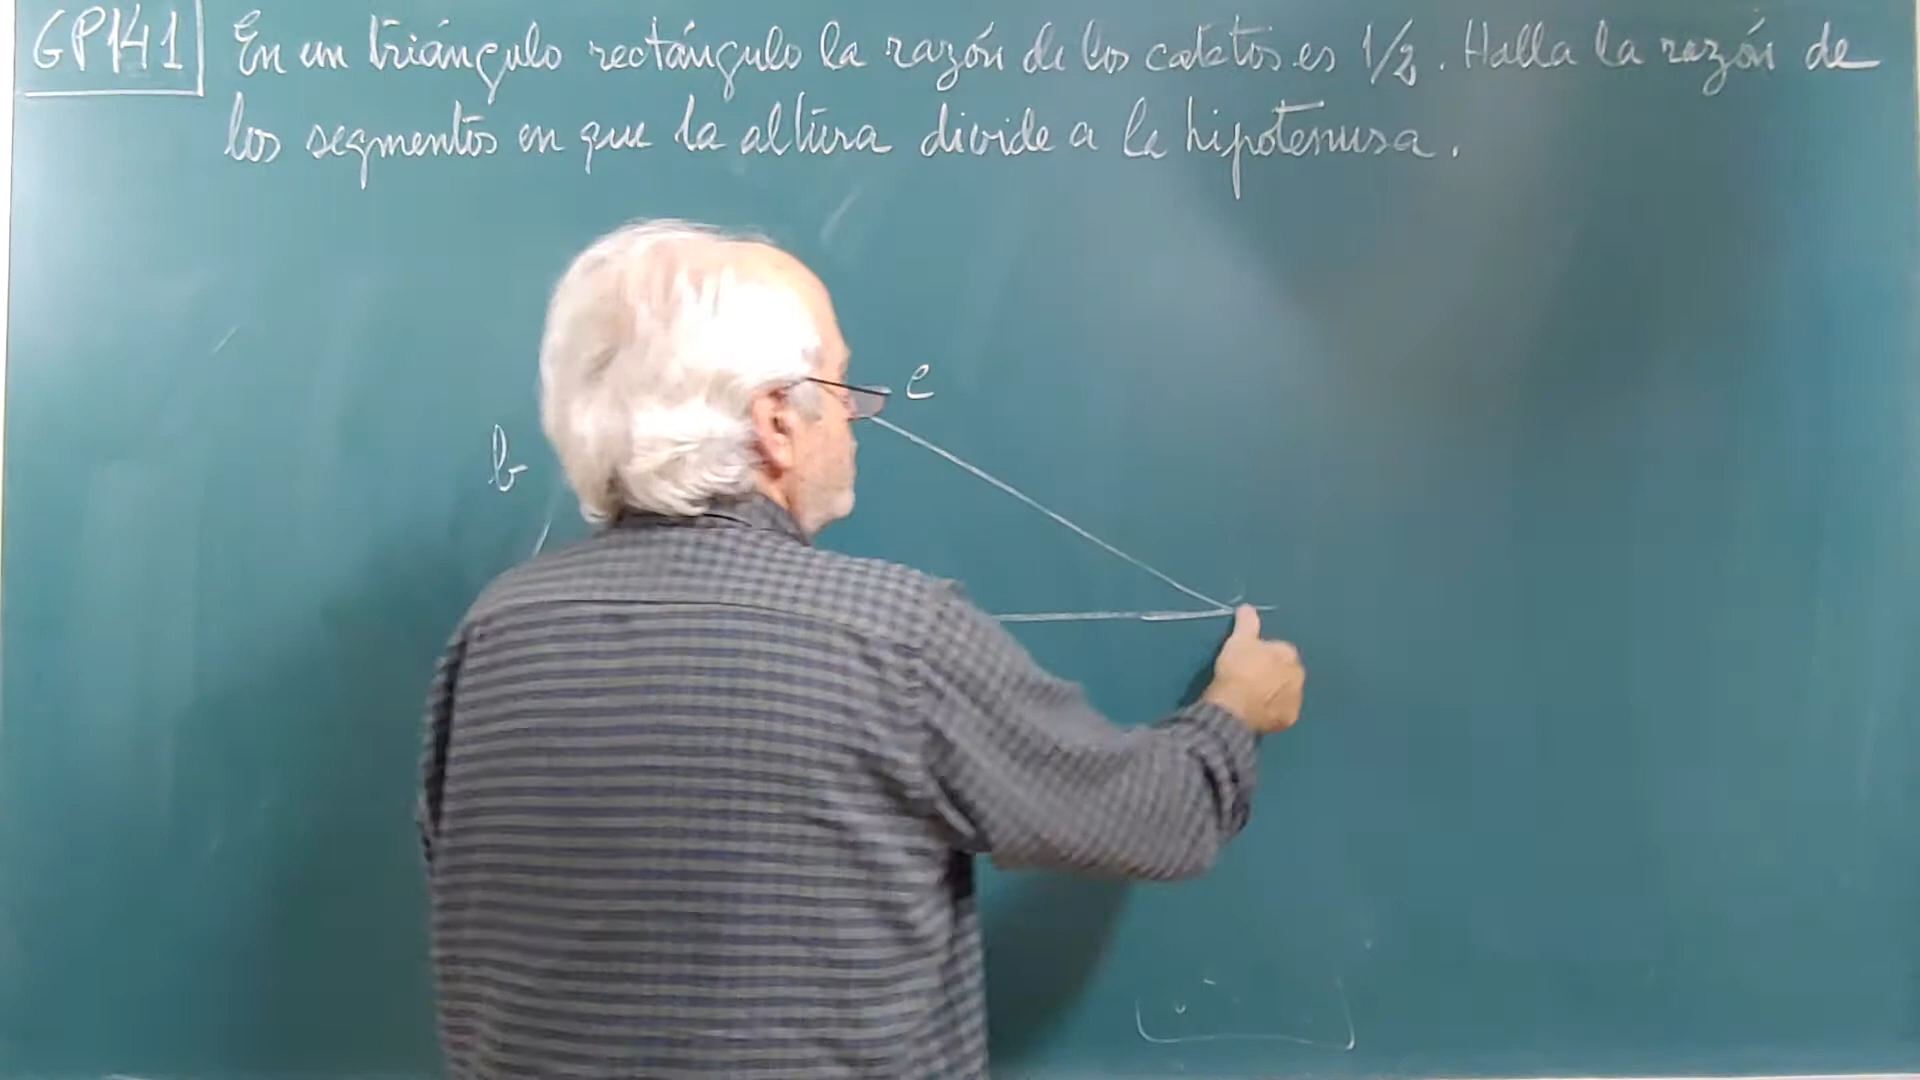 GP141 En un triángulo rectángulo la razón de los catetos es 1/2. Halla la razón de
los segmentos en que la altura divide a la hipotenusa.
c
b